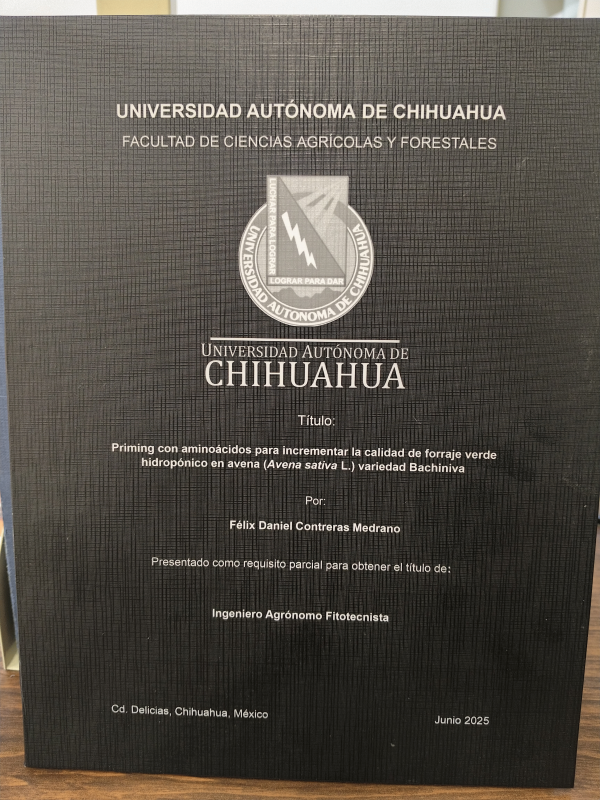 UNIVERSIDAD AUTÓNOMA DE CHIHUAHUA
FACULTAD DE CIENCIAS AGRÍCOLAS Y FORESTALES
LUCHAR PARA LOGRAR
LOGRAR PARA DAR
UNIVERSIDAD AUTONOMA DE CHIHUAHUA
UNIVERSIDAD AUTÓNOMA DE
CHIHUAHUA
Título:
Priming con aminoácidos para incrementar la calidad de forraje verde
hidropónico en avena (Avena sativa L.) variedad Bachiniva
Por:
Félix Daniel Contreras Medrano
Presentado como requisito parcial para obtener el título de:
Ingeniero Agrónomo Fitotecnista
Cd. Delicias, Chihuahua, México
Junio 2025